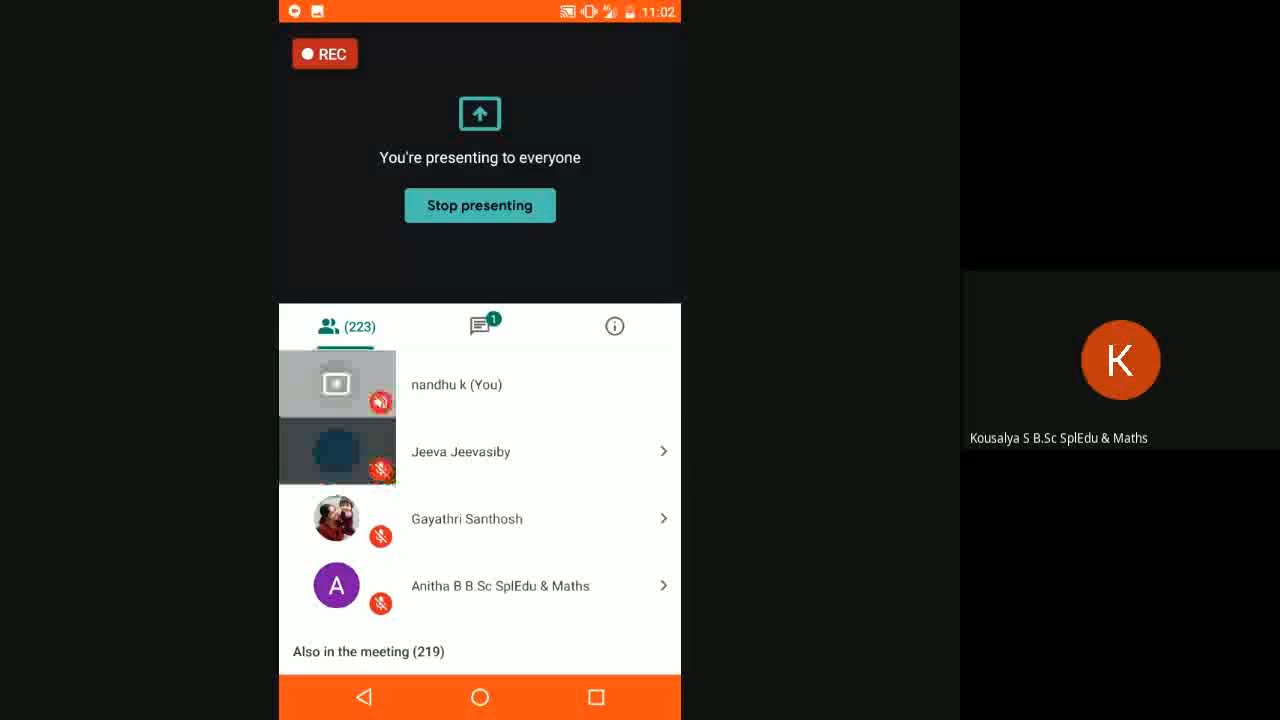 11:02
REC
You're presenting to everyone
Stop presenting
(223)
1
nandhu k (You)
Jeeva Jeevasiby
Gayathri Santhosh
A
Anitha B B.Sc SplEdu & Maths
Also in the meeting (219)
K
Kousalya S B.Sc SplEdu & Maths